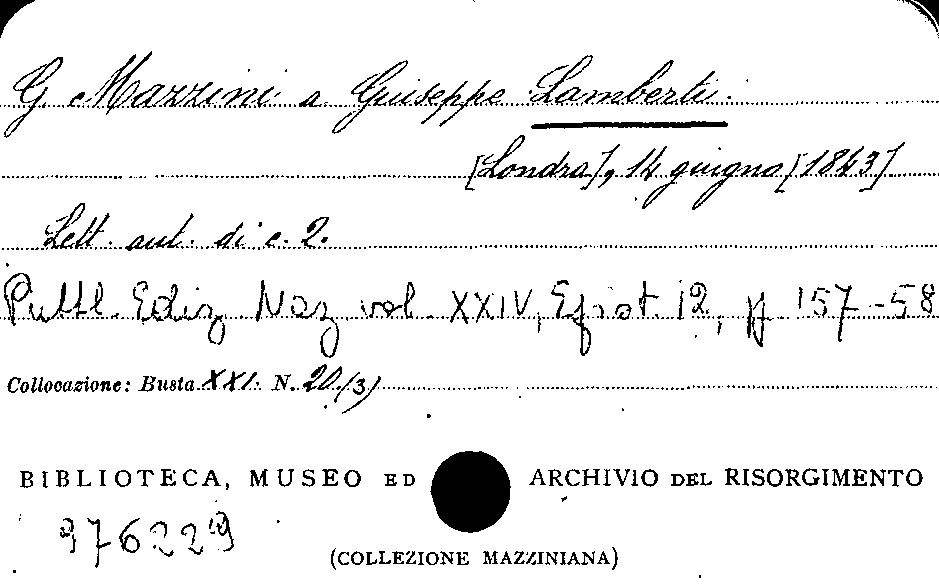 G. Mazzini a Giuseppe Lamberti.
[Londra], 14 giugno [1843]
Lett. aut. di c. 2.
Pubbl. Ediz Naz vol. XXIV, Epist. 12, pp. 157-58
Collocazione: Busta XXI. N. 20/3)
BIBLIOTECA, MUSEO ED ARCHIVIO DEL RISORGIMENTO
976229
(COLLEZIONE MAZZINIANA)